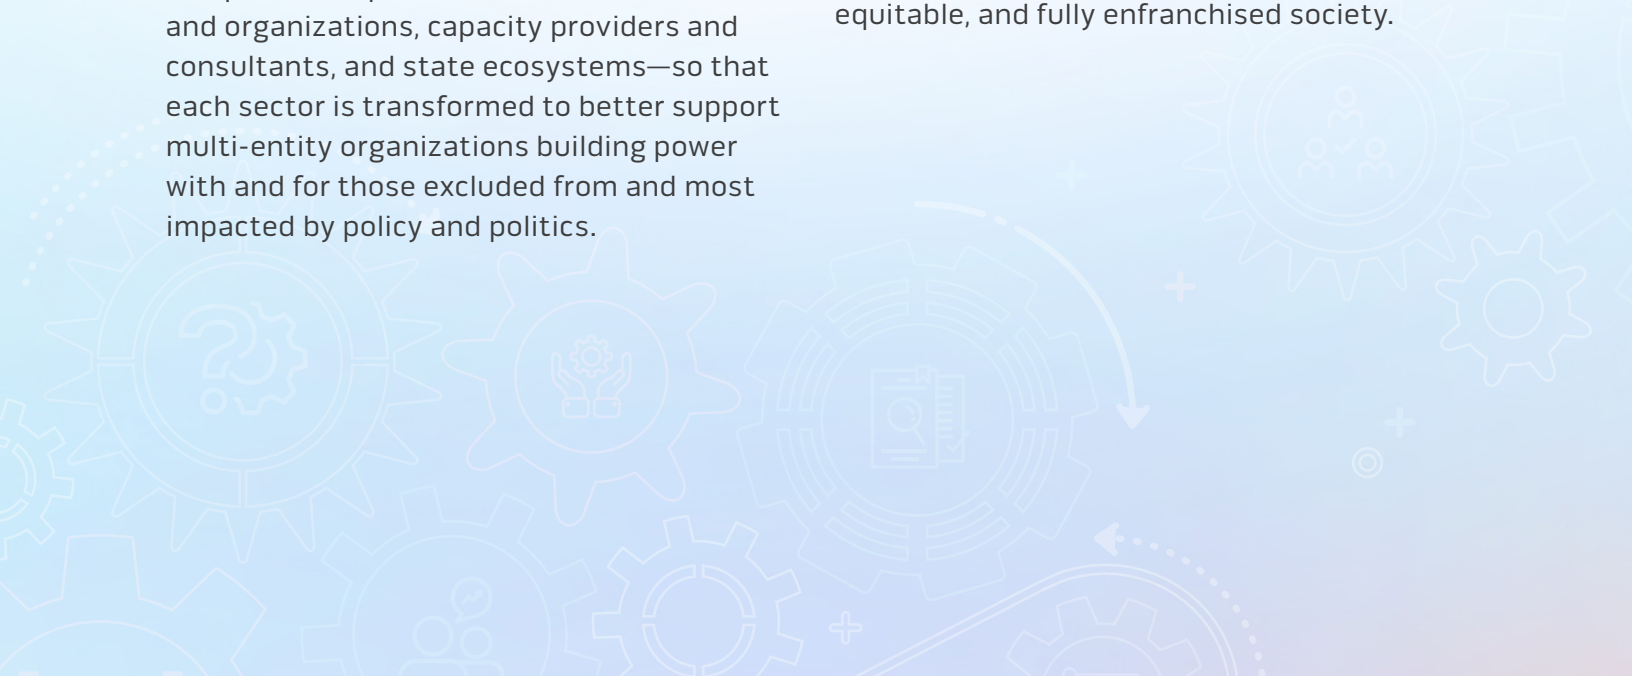 and organizations, capacity providers and
consultants, and state ecosystems—so that
each sector is transformed to better support
multi-entity organizations building power
with and for those excluded from and most
impacted by policy and politics.
equitable, and fully enfranchised society.